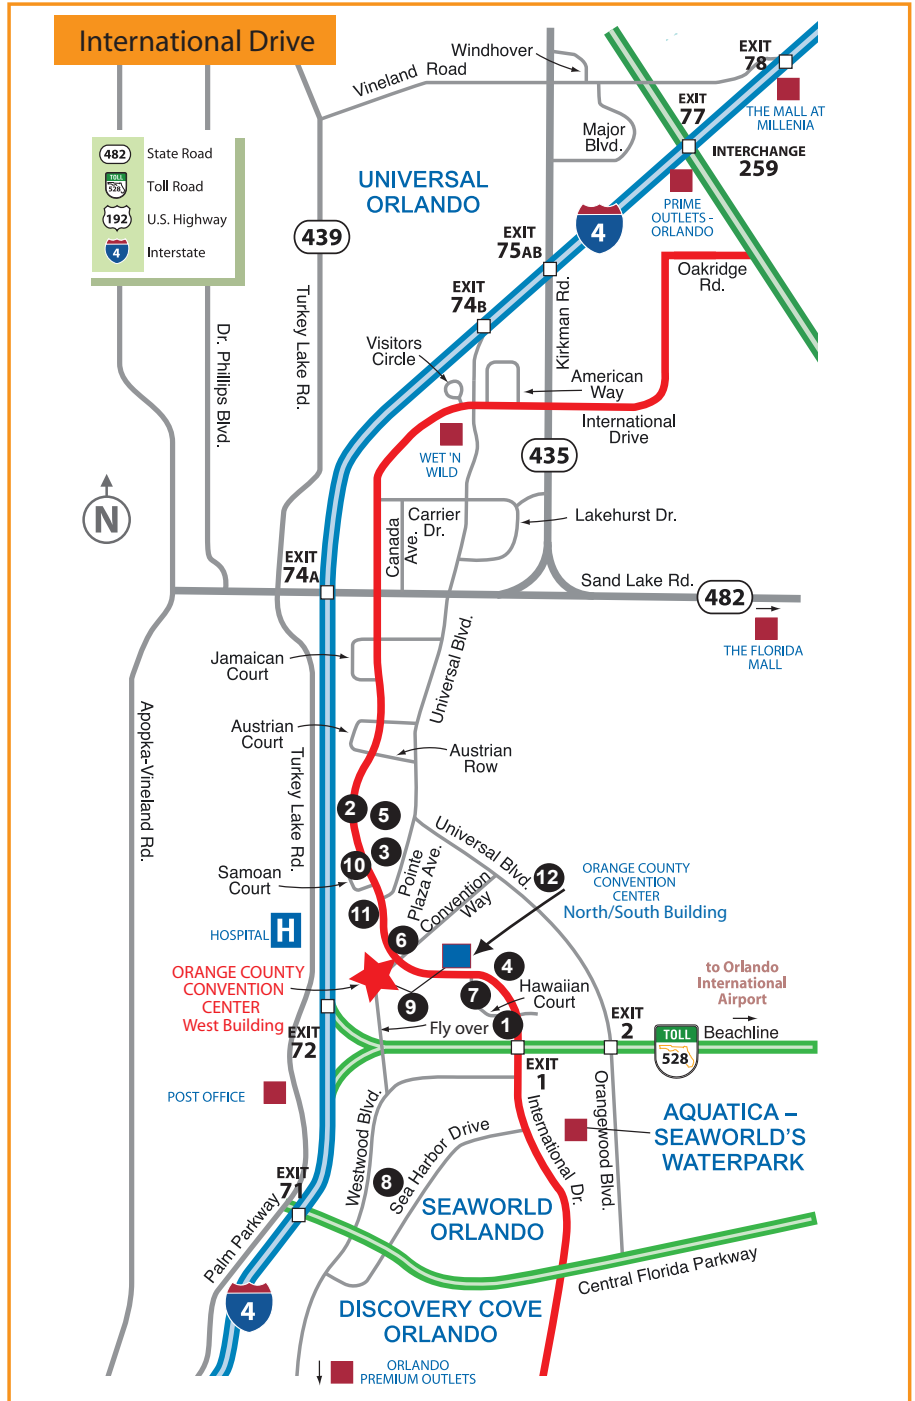 International Drive
Windhover
Vineland Road
EXIT
78
EXIT
77
THE MALL AT
MILLENIA
482 State Road
TOLL
528 Toll Road
192 U.S. Highway
4 Interstate
Major
Blvd.
INTERCHANGE
259
UNIVERSAL
ORLANDO
PRIME
OUTLETS -
ORLANDO
439
4
EXIT
75AB
Oakridge
Rd.
EXIT
74B
Turkey Lake Rd.
Dr. Phillips Blvd.
Kirkman Rd.
Visitors
Circle
American
Way
International
Drive
WET 'N
WILD
435
N
Canada
Ave.
Carrier
Dr.
Lakehurst Dr.
EXIT
74A
Sand Lake Rd.
482
THE FLORIDA
MALL
Jamaican
Court
Universal Blvd.
Apopka-Vineland Rd.
Austrian
Court
Turkey Lake Rd.
Austrian
Row
2
5
3
10
Universal Blvd.
Samoan
Court
Pointe
Plaza Ave.
Convention
Way
12
ORANGE COUNTY
CONVENTION
CENTER
North/South Building
11
HOSPITAL H
6
4
ORANGE COUNTY
CONVENTION
CENTER
West Building
7
9
Hawaiian
Court
to Orlando
International
Airport
Fly over
1
EXIT
2
Beachline
EXIT
72
TOLL
528
EXIT
1
POST OFFICE
Westwood Blvd.
International Dr.
Orangewood Blvd.
AQUATICA –
SEAWORLD'S
WATERPARK
Sea Harbor Drive
8
EXIT
71
Palm Parkway
SEAWORLD
ORLANDO
Central Florida Parkway
4
DISCOVERY COVE
ORLANDO
ORLANDO
PREMIUM OUTLETS